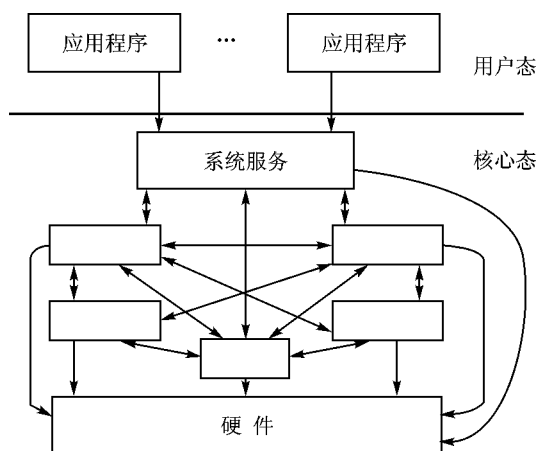 应用程序 … 应用程序
用户态
系统服务
核心态
硬 件